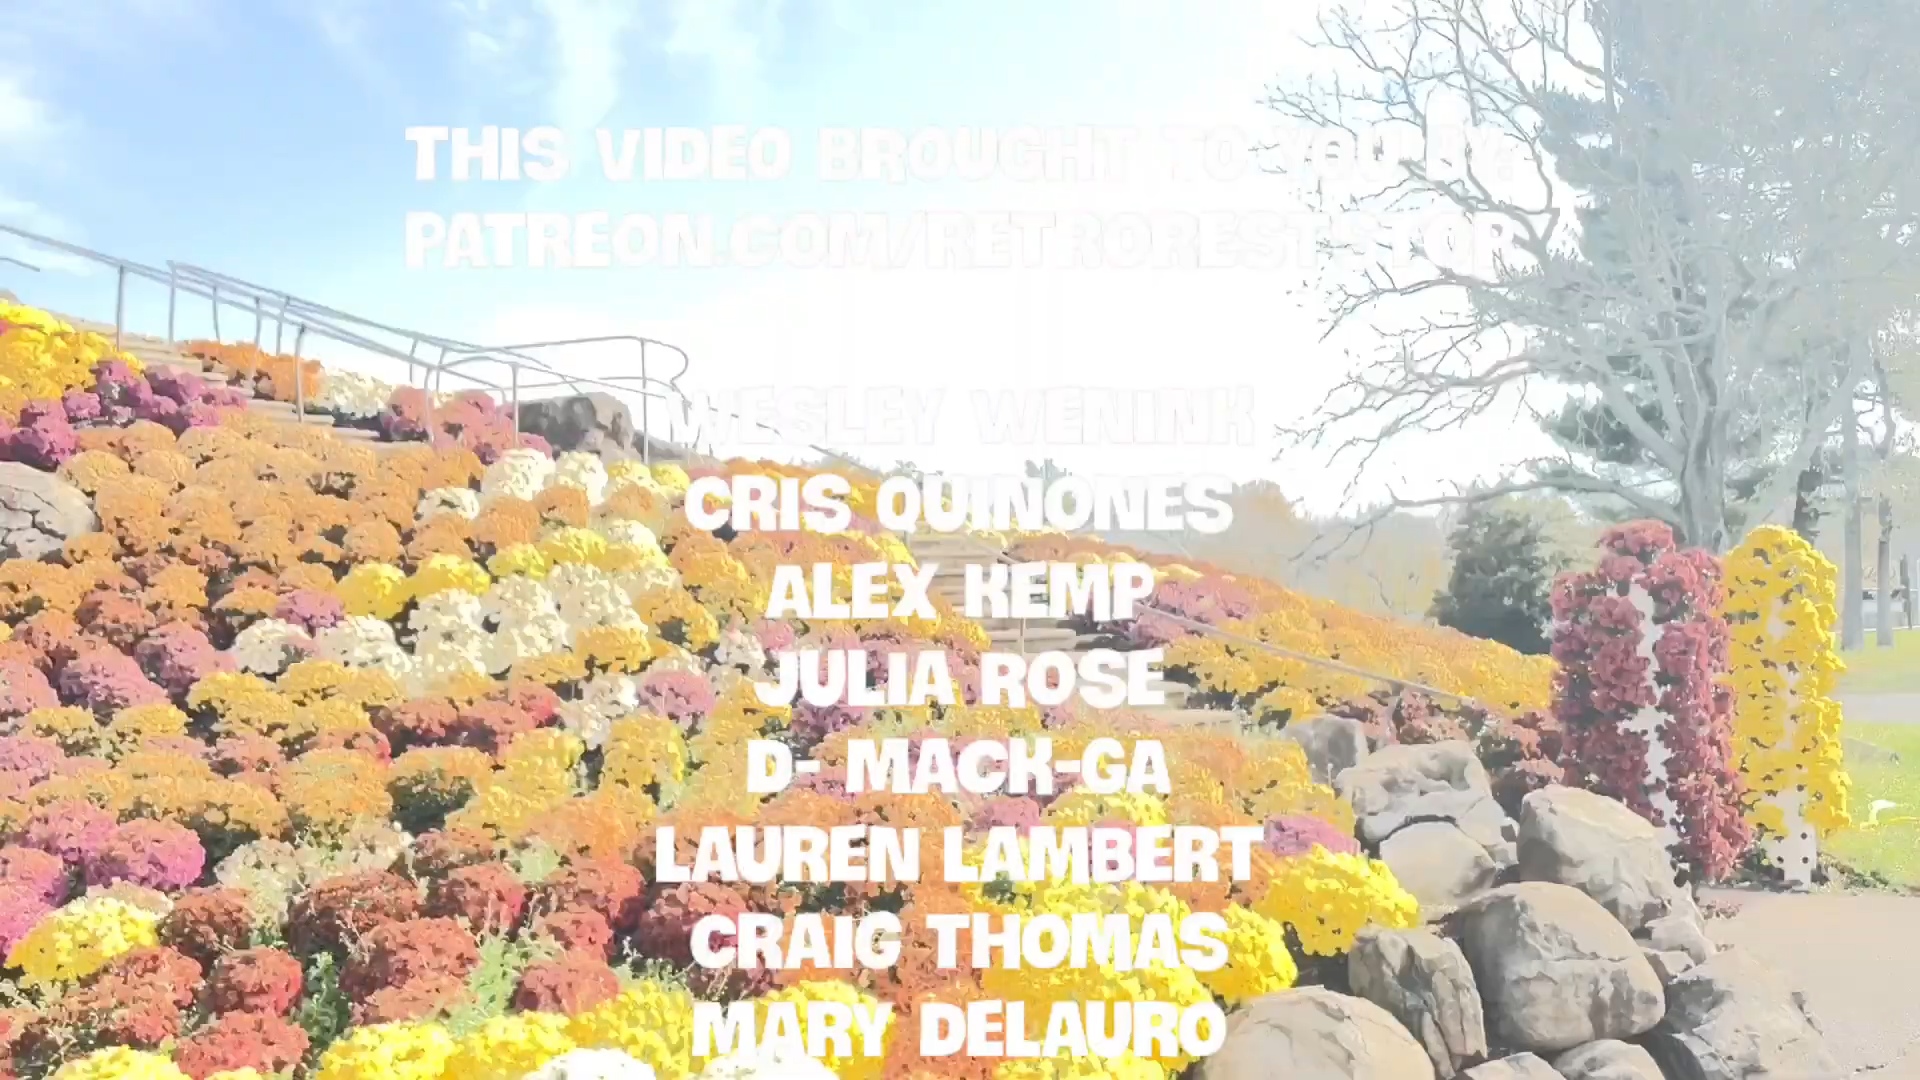 THIS VIDEO BROUGHT TO YOU BY:
PATREON.COM/RETRORESTSTOP
WESLEY WENINK
CRIS QUINONES
ALEX KEMP
JULIA ROSE
D- MACK-GA
LAUREN LAMBERT
CRAIG THOMAS
MARY DELAURO